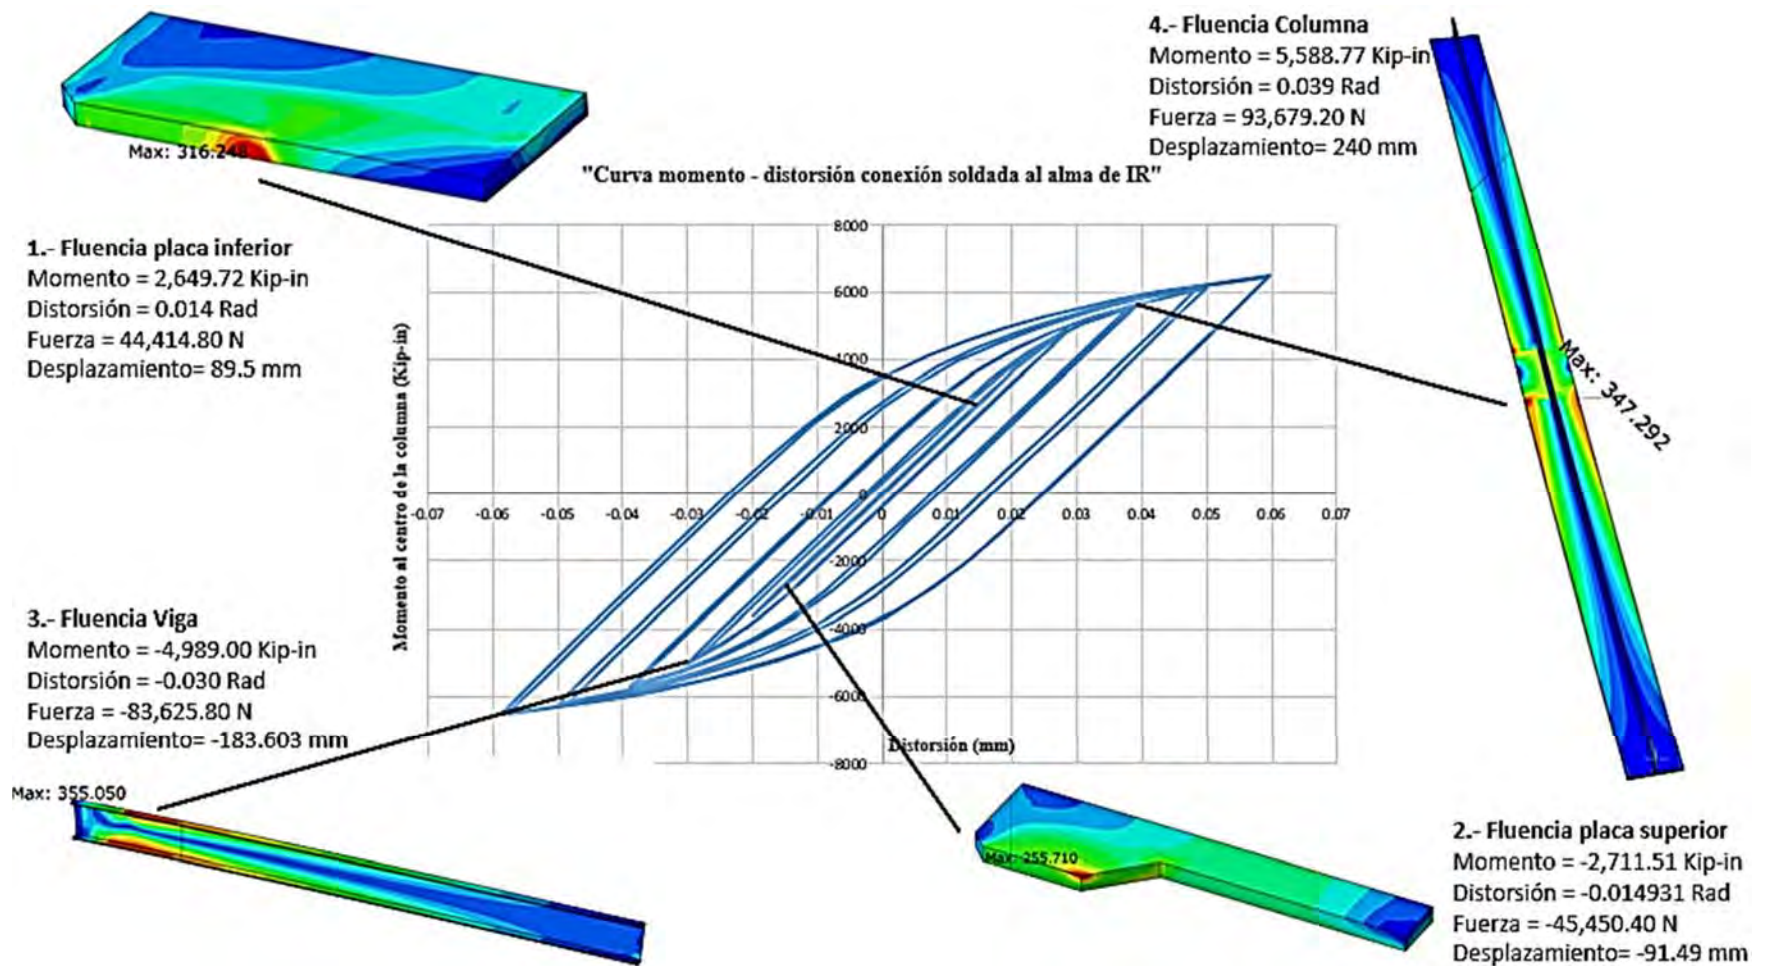 4.- Fluencia Columna
Momento = 5,588.77 Kip-in
Distorsión = 0.039 Rad
Fuerza = 93,679.20 N
Desplazamiento= 240 mm
Max: 316.248
"Curva momento - distorsión conexión soldada al alma de IR"
1.- Fluencia placa inferior
Momento = 2,649.72 Kip-in
Distorsión = 0.014 Rad
Fuerza = 44,414.80 N
Desplazamiento= 89.5 mm
Momento al centro de la columna (Kip-in)
8000
6000
4000
2000
0
-2000
-4000
-6000
-8000
-0.07 -0.06 -0.05 -0.04 -0.03 -0.02 -0.01 0 0.01 0.02 0.03 0.04 0.05 0.06 0.07
Distorsión (mm)
Max: 347.292
3.- Fluencia Viga
Momento = -4,989.00 Kip-in
Distorsión = -0.030 Rad
Fuerza = -83,625.80 N
Desplazamiento= -183.603 mm
Max: 355.050
Max: 255.710
2.- Fluencia placa superior
Momento = -2,711.51 Kip-in
Distorsión = -0.014931 Rad
Fuerza = -45,450.40 N
Desplazamiento= -91.49 mm